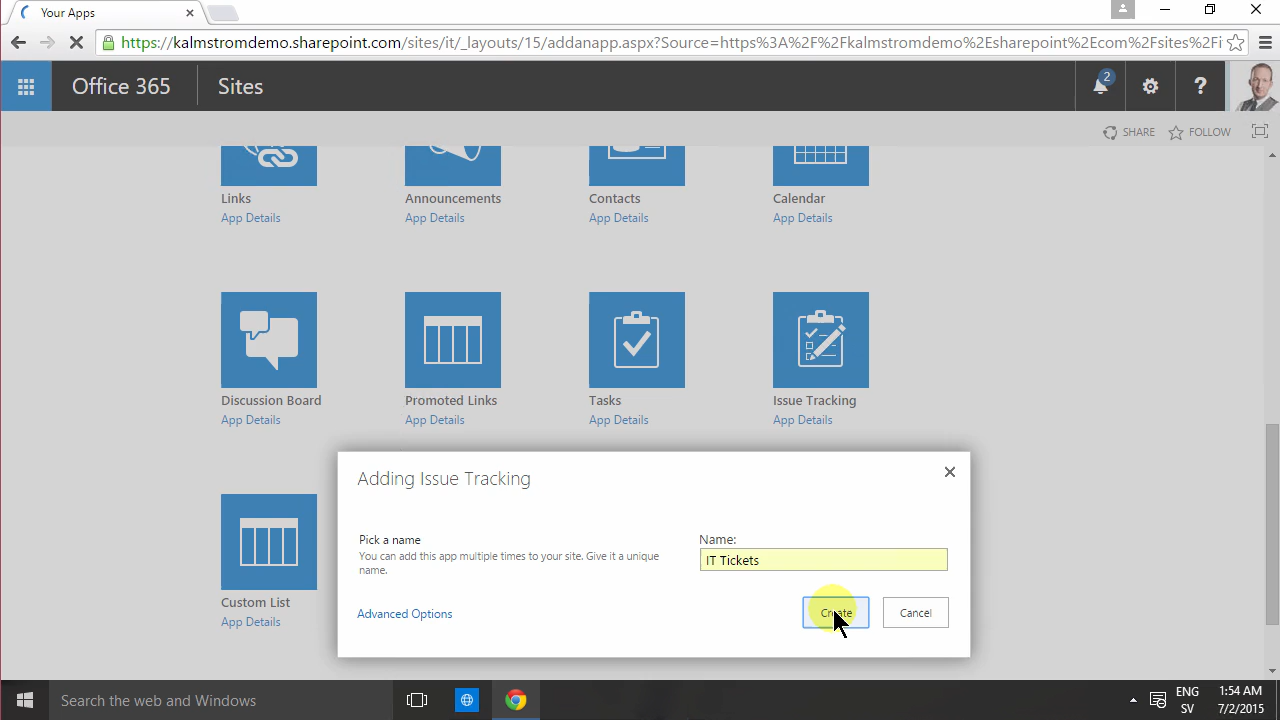 Your Apps
https://kalmstromdemo.sharepoint.com/sites/it/_layouts/15/addanapp.aspx?Source=https%3A%2F%2Fkalmstromdemo%2Esharepoint%2Ecom%2Fsites%2Fi
Office 365 Sites 2 ?
SHARE FOLLOW
Links Announcements Contacts Calendar
App Details App Details App Details App Details
Discussion Board Promoted Links Tasks Issue Tracking
App Details App Details App Details App Details
Adding Issue Tracking
Pick a name Name:
You can add this app multiple times to your site. Give it a unique
name.
IT Tickets
Custom List
App Details
Advanced Options Create Cancel
Search the web and Windows
ENG 1:54 AM
SV 7/2/2015